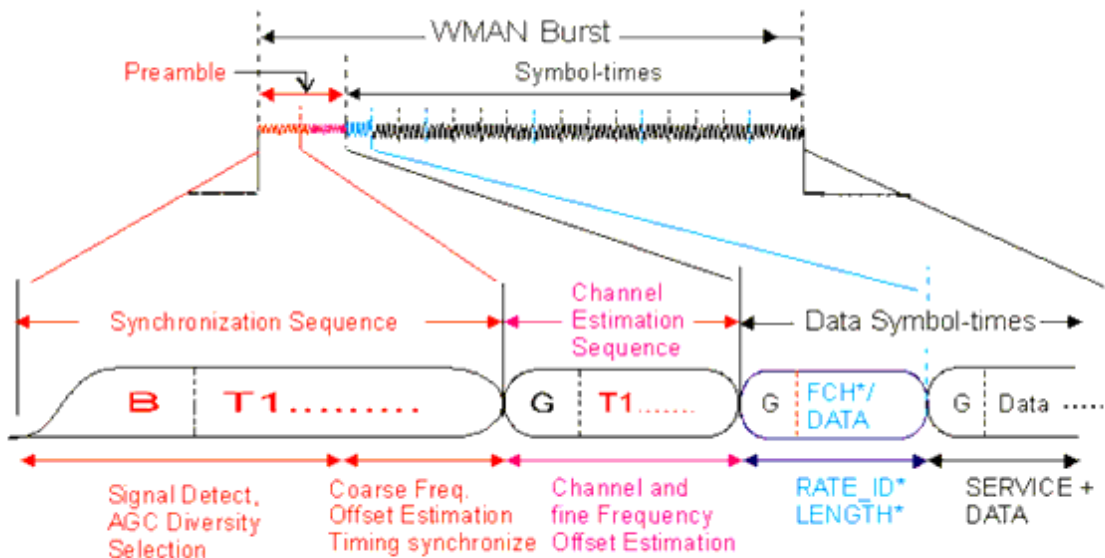 WMAN Burst
Preamble
Symbol-times
Synchronization Sequence
Channel
Estimation
Sequence
Data Symbol-times
B
T1.........
G
T1......
G
FCH*/
DATA
G
Data .....
Signal Detect,
AGC Diversity
Selection
Coarse Freq.
Offset Estimation
Timing synchronize
Channel and
fine Frequency
Offset Estimation
RATE_ID*
LENGTH*
SERVICE +
DATA